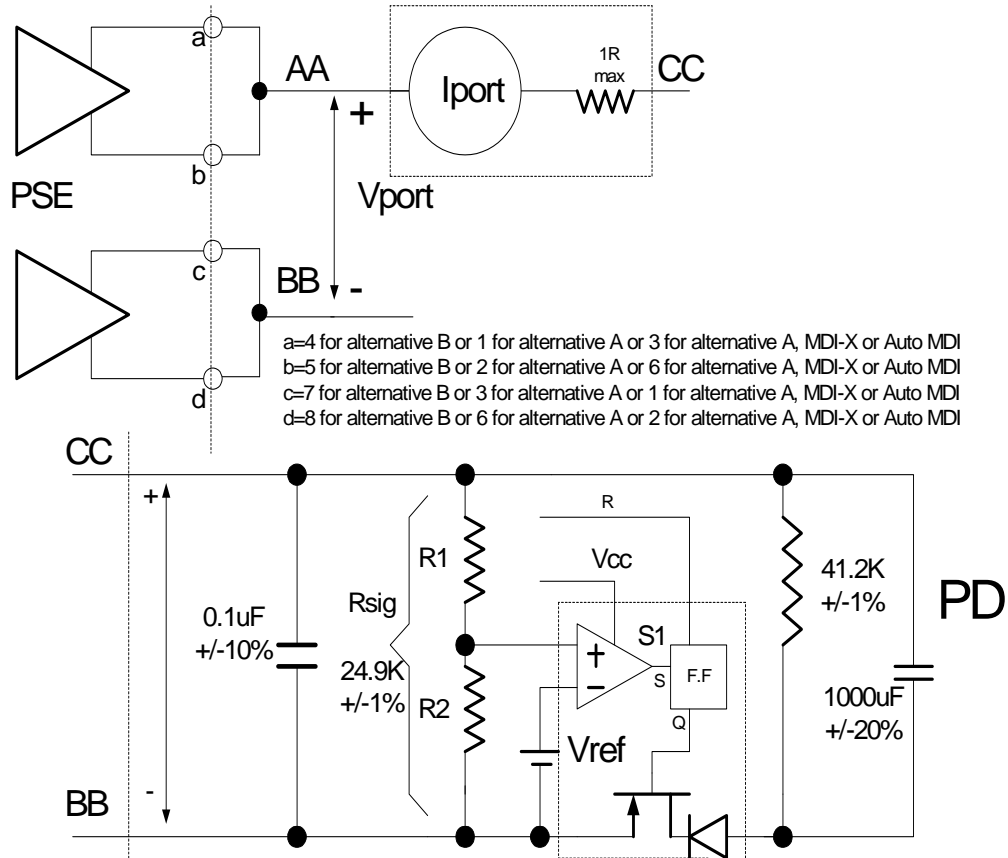 a
AA
1R
max
CC
Iport
+
b
PSE
Vport
c
BB
-
d
a=4 for alternative B or 1 for alternative A or 3 for alternative A, MDI-X or Auto MDI
b=5 for alternative B or 2 for alternative A or 6 for alternative A, MDI-X or Auto MDI
c=7 for alternative B or 3 for alternative A or 1 for alternative A, MDI-X or Auto MDI
d=8 for alternative B or 6 for alternative A or 2 for alternative A, MDI-X or Auto MDI
CC
+
R
R1
Vcc
41.2K
+/-1%
PD
Rsig
0.1uF
+/-10%
24.9K
+/-1%
S1
+
-
S
F.F
R2
Q
1000uF
+/-20%
Vref
-
BB